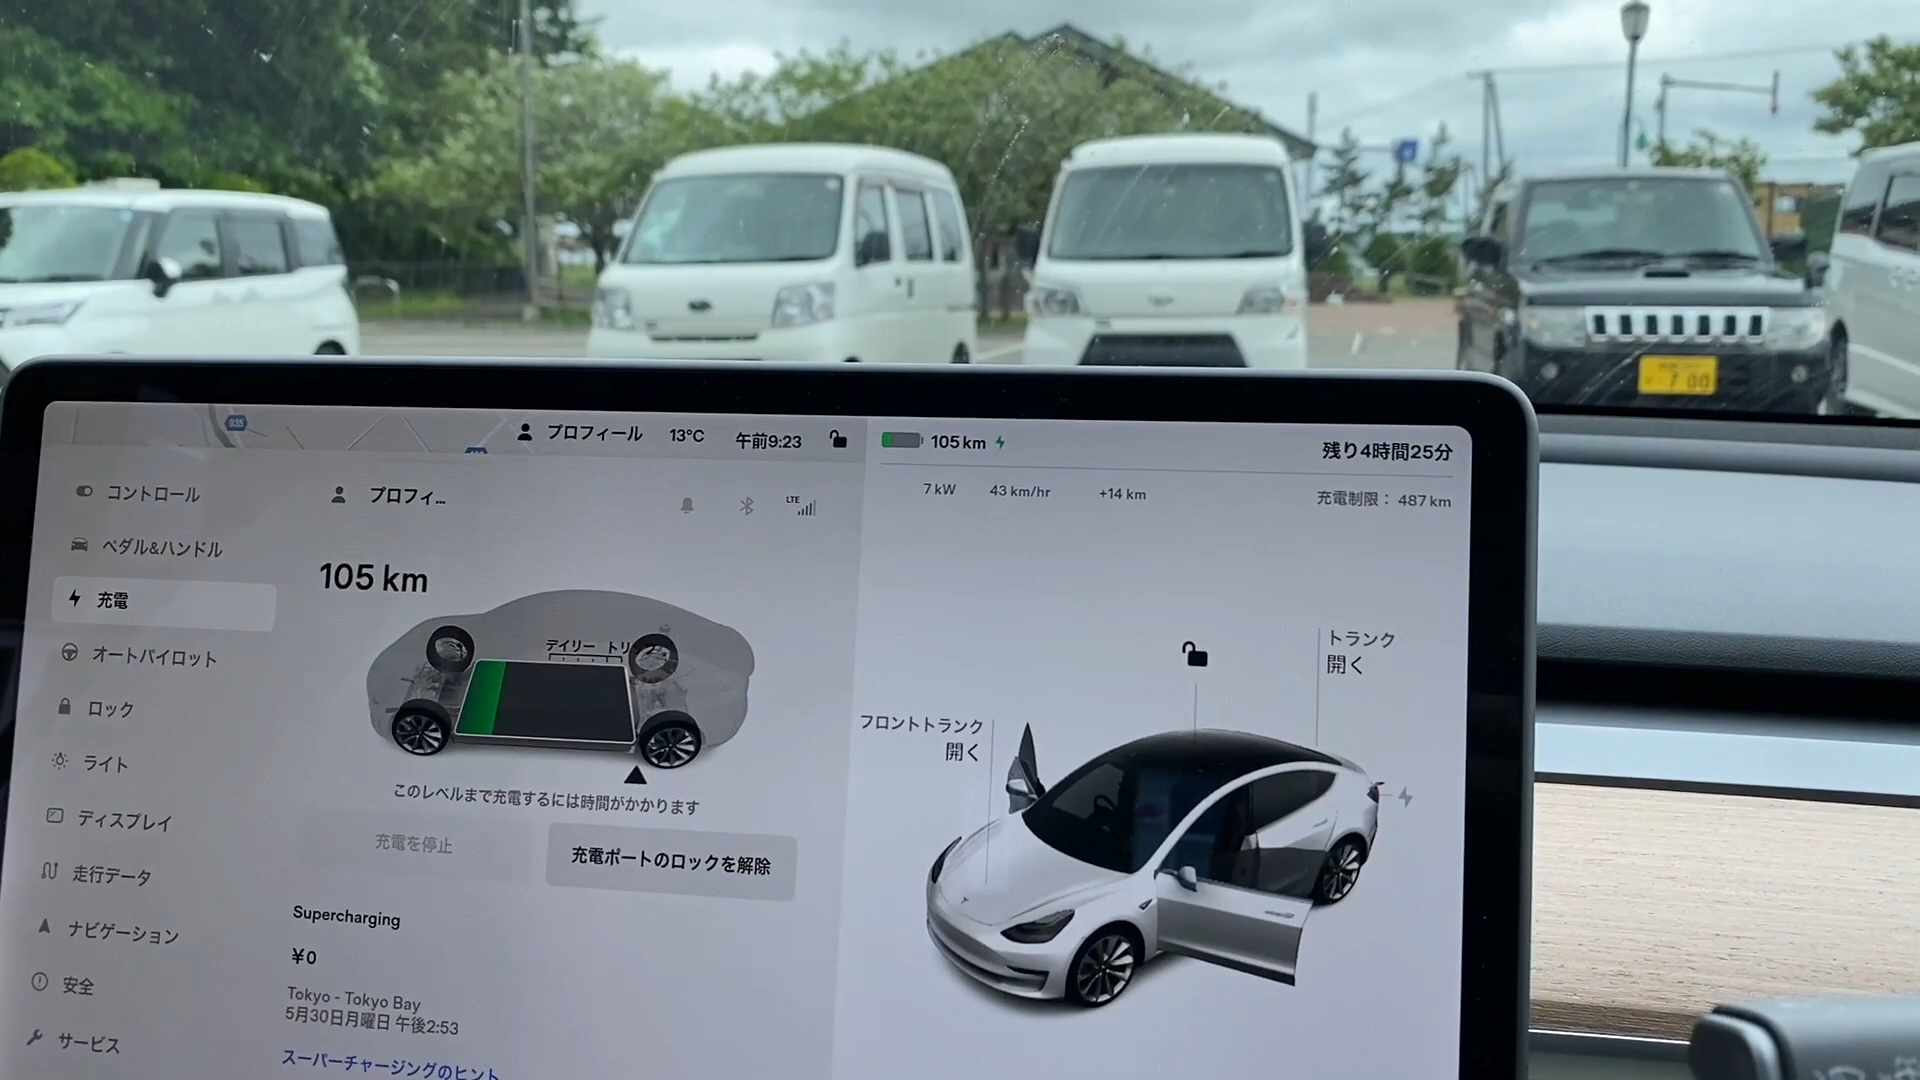 7 00
935
プロフィール
13°C
午前9:23
105 km
残り4時間25分
7 kW
43 km/hr
+14 km
充電制限： 487 km
コントロール
ペダル&ハンドル
充電
オートパイロット
ロック
ライト
ディスプレイ
走行データ
ナビゲーション
安全
サービス
プロフィ...
LTE
105 km
デイリー トリ
このレベルまで充電するには時間がかかります
充電を停止
充電ポートのロックを解除
Supercharging
¥0
Tokyo - Tokyo Bay
5月30日月曜日 午後2:53
スーパーチャージングのヒント
トランク
開く
フロントトランク
開く